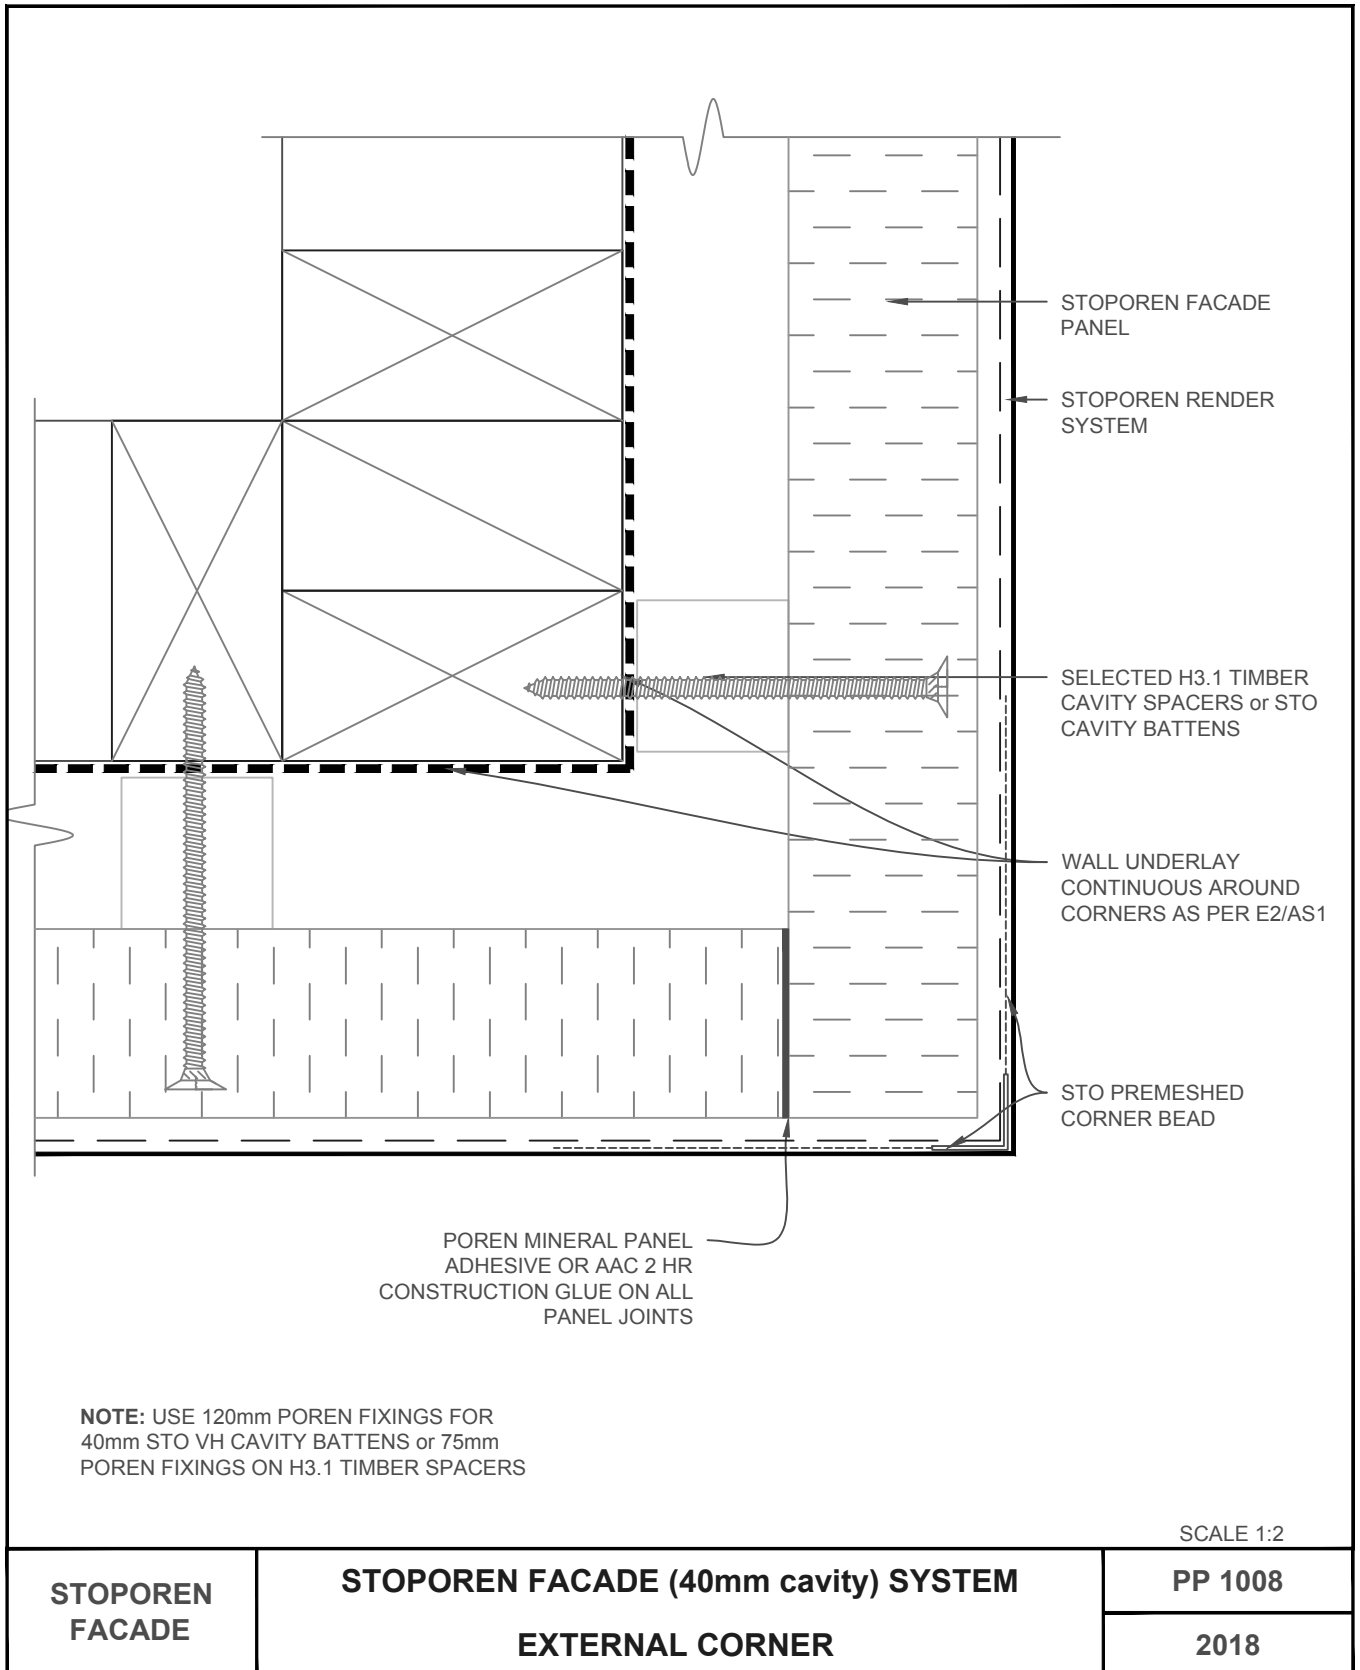 STOPOREN FACADE
PANEL
STOPOREN RENDER
SYSTEM
SELECTED H3.1 TIMBER
CAVITY SPACERS or STO
CAVITY BATTENS
WALL UNDERLAY
CONTINUOUS AROUND
CORNERS AS PER E2/AS1
STO PREMESHED
CORNER BEAD
POREN MINERAL PANEL
ADHESIVE OR AAC 2 HR
CONSTRUCTION GLUE ON ALL
PANEL JOINTS
NOTE: USE 120mm POREN FIXINGS FOR
40mm STO VH CAVITY BATTENS or 75mm
POREN FIXINGS ON H3.1 TIMBER SPACERS
SCALE 1:2
STOPOREN
FACADE
STOPOREN FACADE (40mm cavity) SYSTEM
EXTERNAL CORNER
PP 1008
2018